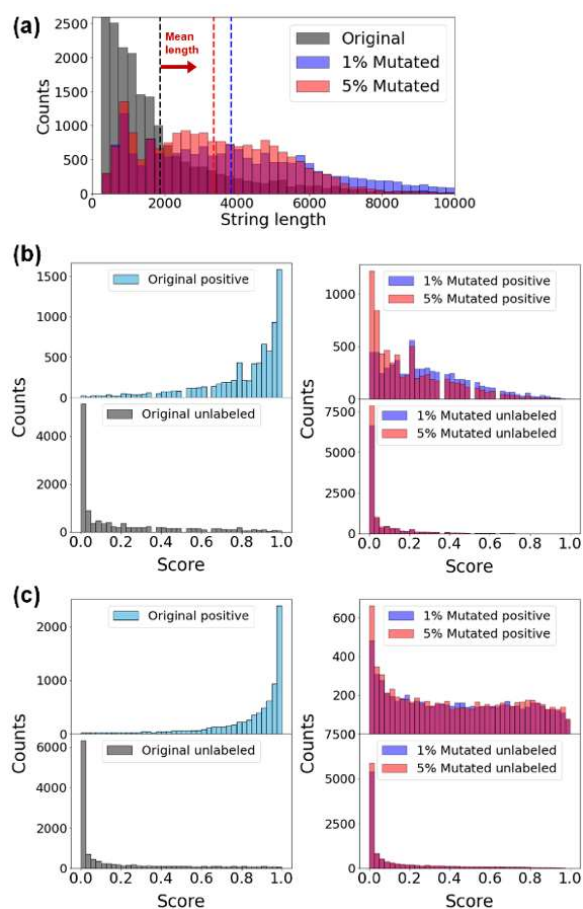 (a)
Mean
length
Original
1% Mutated
5% Mutated
Counts
2500
2000
1500
1000
500
0
0 2000 4000 6000 8000 10000
String length
(b)
Original positive
1500
1000
500
0
Counts
Original unlabeled
4000
2000
0
0.0 0.2 0.4 0.6 0.8 1.0
Score
1% Mutated positive
5% Mutated positive
1000
500
0
Counts
1% Mutated unlabeled
5% Mutated unlabeled
7500
5000
2500
0
0.0 0.2 0.4 0.6 0.8 1.0
Score
(c)
Original positive
2000
1000
0
Counts
Original unlabeled
6000
4000
2000
0
0.0 0.2 0.4 0.6 0.8 1.0
Score
1% Mutated positive
5% Mutated positive
600
400
200
Counts
1% Mutated unlabeled
5% Mutated unlabeled
7500
5000
2500
0
0.0 0.2 0.4 0.6 0.8 1.0
Score